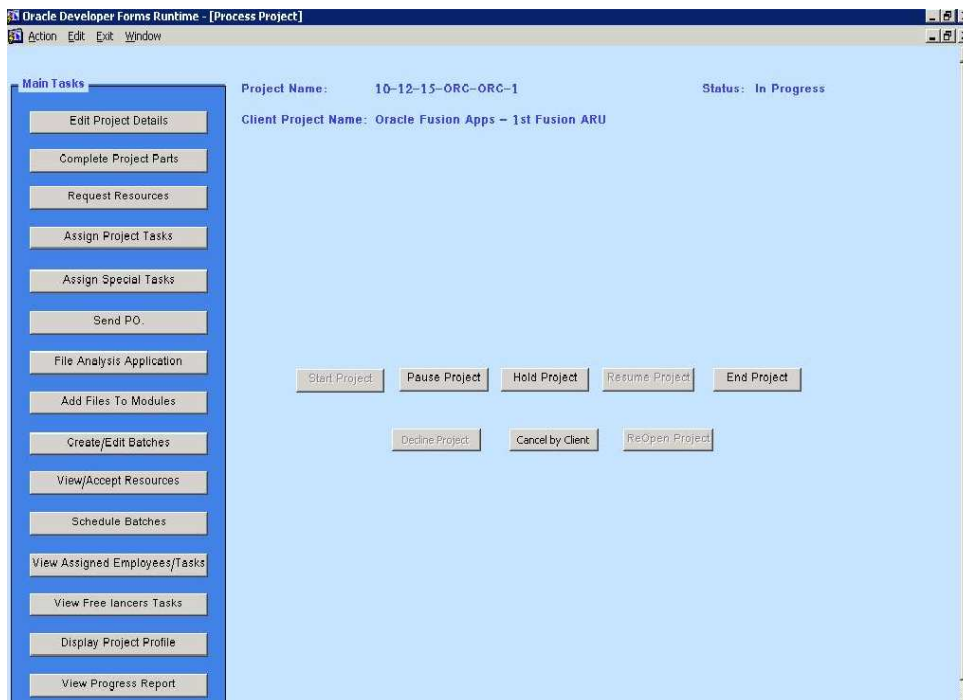 Oracle Developer Forms Runtime - [Process Project]
Action Edit Exit Window
Main Tasks
Edit Project Details
Complete Project Parts
Request Resources
Assign Project Tasks
Assign Special Tasks
Send PO.
File Analysis Application
Add Files To Modules
Create/Edit Batches
View/Accept Resources
Schedule Batches
View Assigned Employees/Tasks
View Free lancers Tasks
Display Project Profile
View Progress Report
Project Name: 10-12-15-ORC-ORC-1 Status: In Progress
Client Project Name: Oracle Fusion Apps - 1st Fusion ARU
Start Project Pause Project Hold Project Resume Project End Project
Decline Project Cancel by Client ReOpen Project